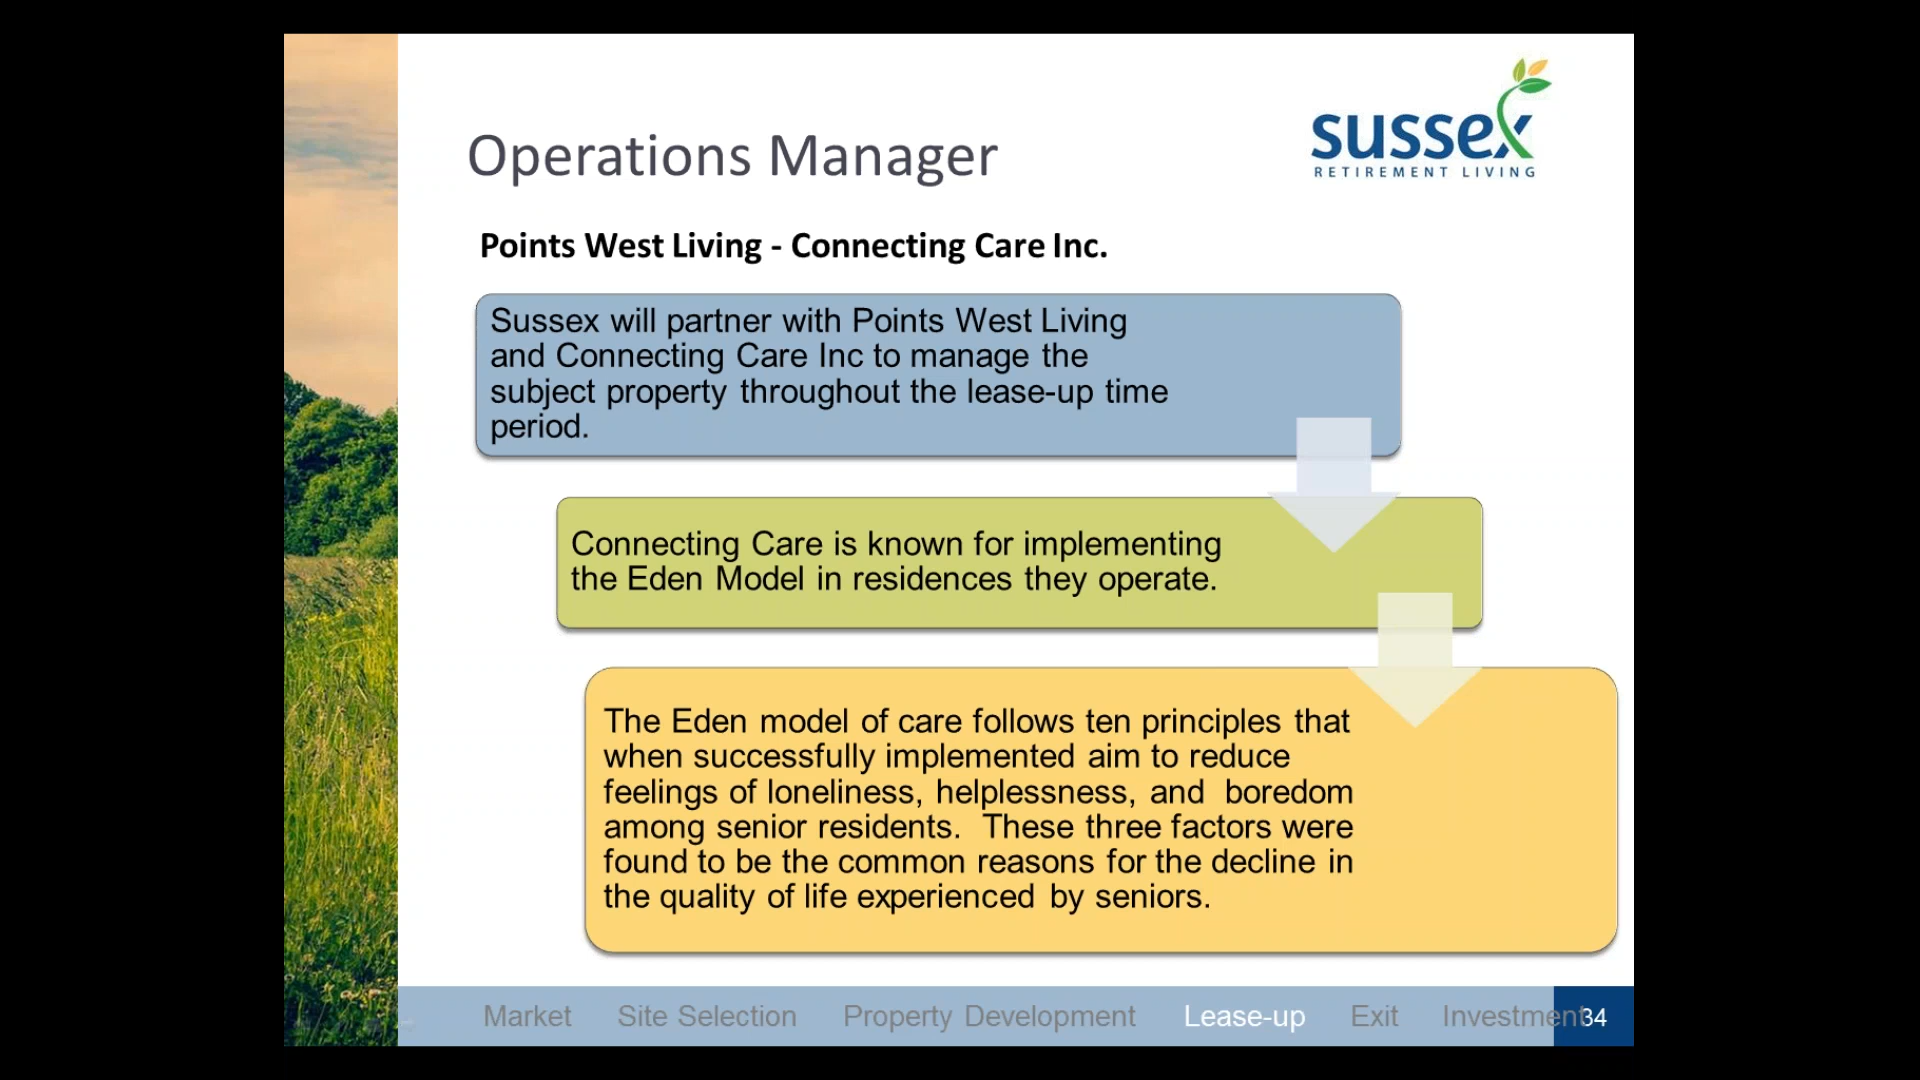 sussex
RETIREMENT LIVING
Operations Manager
Points West Living - Connecting Care Inc.
Sussex will partner with Points West Living
and Connecting Care Inc to manage the
subject property throughout the lease-up time
period.
Connecting Care is known for implementing
the Eden Model in residences they operate.
The Eden model of care follows ten principles that
when successfully implemented aim to reduce
feelings of loneliness, helplessness, and boredom
among senior residents. These three factors were
found to be the common reasons for the decline in
the quality of life experienced by seniors.
Market Site Selection Property Development Lease-up Exit Investment 34